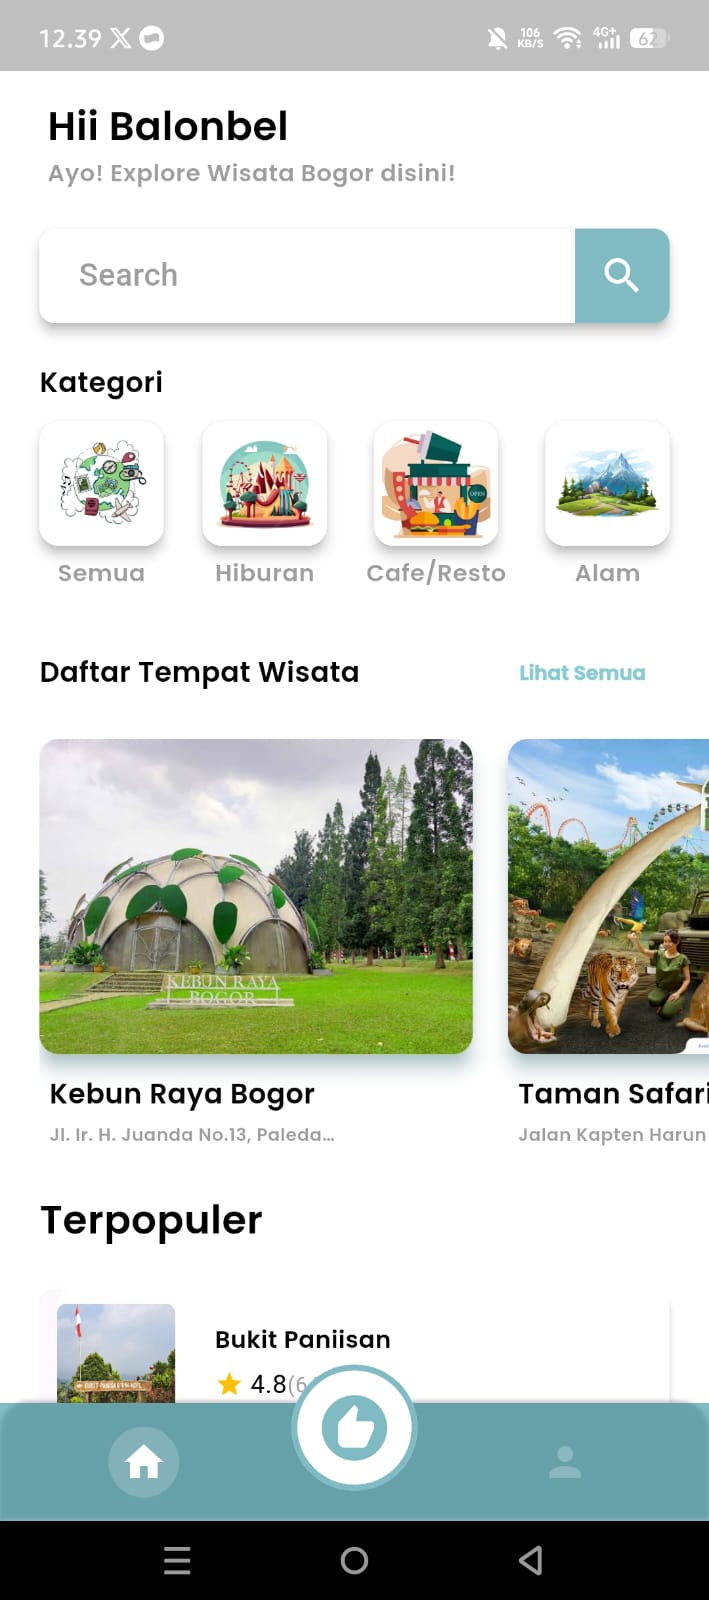 12.39
106
KB/S
4G+
62
Hii Balonbel
Ayo! Explore Wisata Bogor disini!
Search
Kategori
OPEN
Semua
Hiburan
Cafe/Resto
Alam
Daftar Tempat Wisata
Lihat Semua
KEBUN RAYA
BOGOR
Kebun Raya Bogor
Jl. Ir. H. Juanda No.13, Paleda...
Taman Safari
Jalan Kapten Harun
Terpopuler
Bukit Paniisan
4.8(6